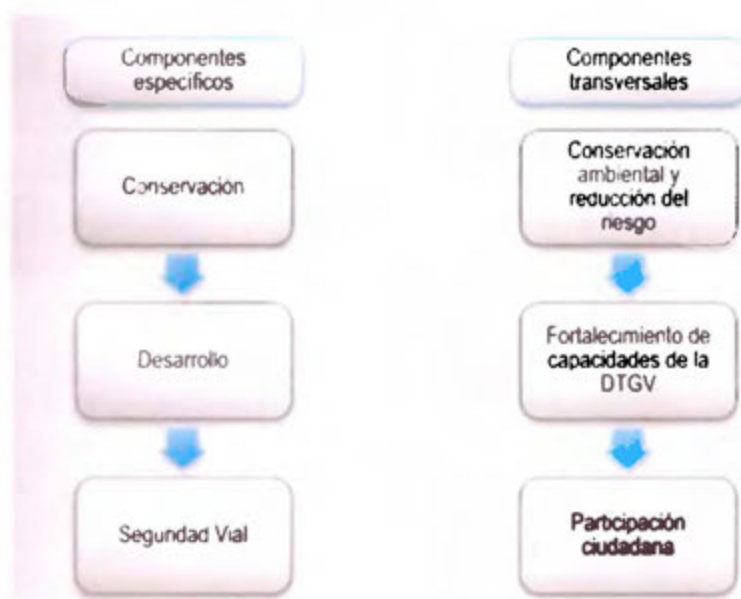 Componentes
específicos
Conservación
Desarrollo
Seguridad Vial
Componentes
transversales
Conservación
ambiental y
reducción del
riesgo
Fortalecimiento de
capacidades de la
DTGV
Participación
ciudadana